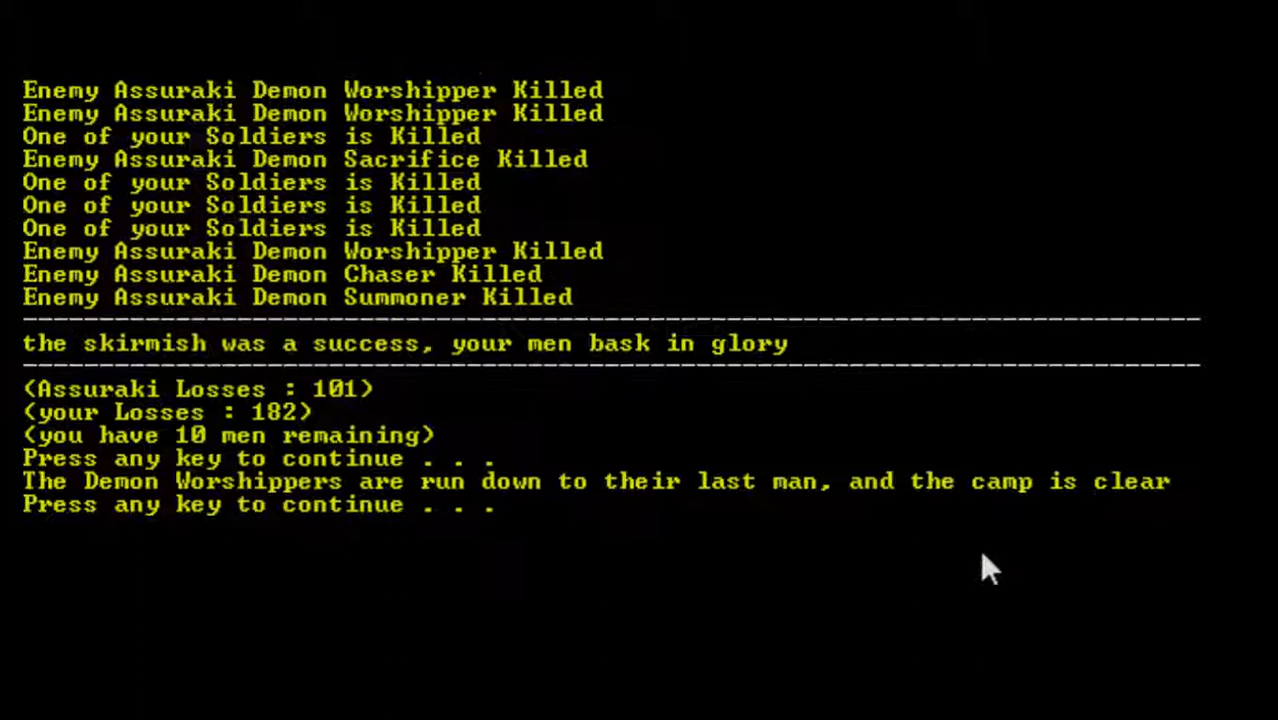 Enemy Assuraki Demon Worshipper Killed
Enemy Assuraki Demon Worshipper Killed
One of your Soldiers is Killed
Enemy Assuraki Demon Sacrifice Killed
One of your Soldiers is Killed
One of your Soldiers is Killed
One of your Soldiers is Killed
Enemy Assuraki Demon Worshipper Killed
Enemy Assuraki Demon Chaser Killed
Enemy Assuraki Demon Summoner Killed
the skirmish was a success, your men bask in glory
(Assuraki Losses : 101)
(your Losses : 182)
(you have 10 men remaining)
Press any key to continue . . .
The Demon Worshippers are run down to their last man, and the camp is clear
Press any key to continue . . .